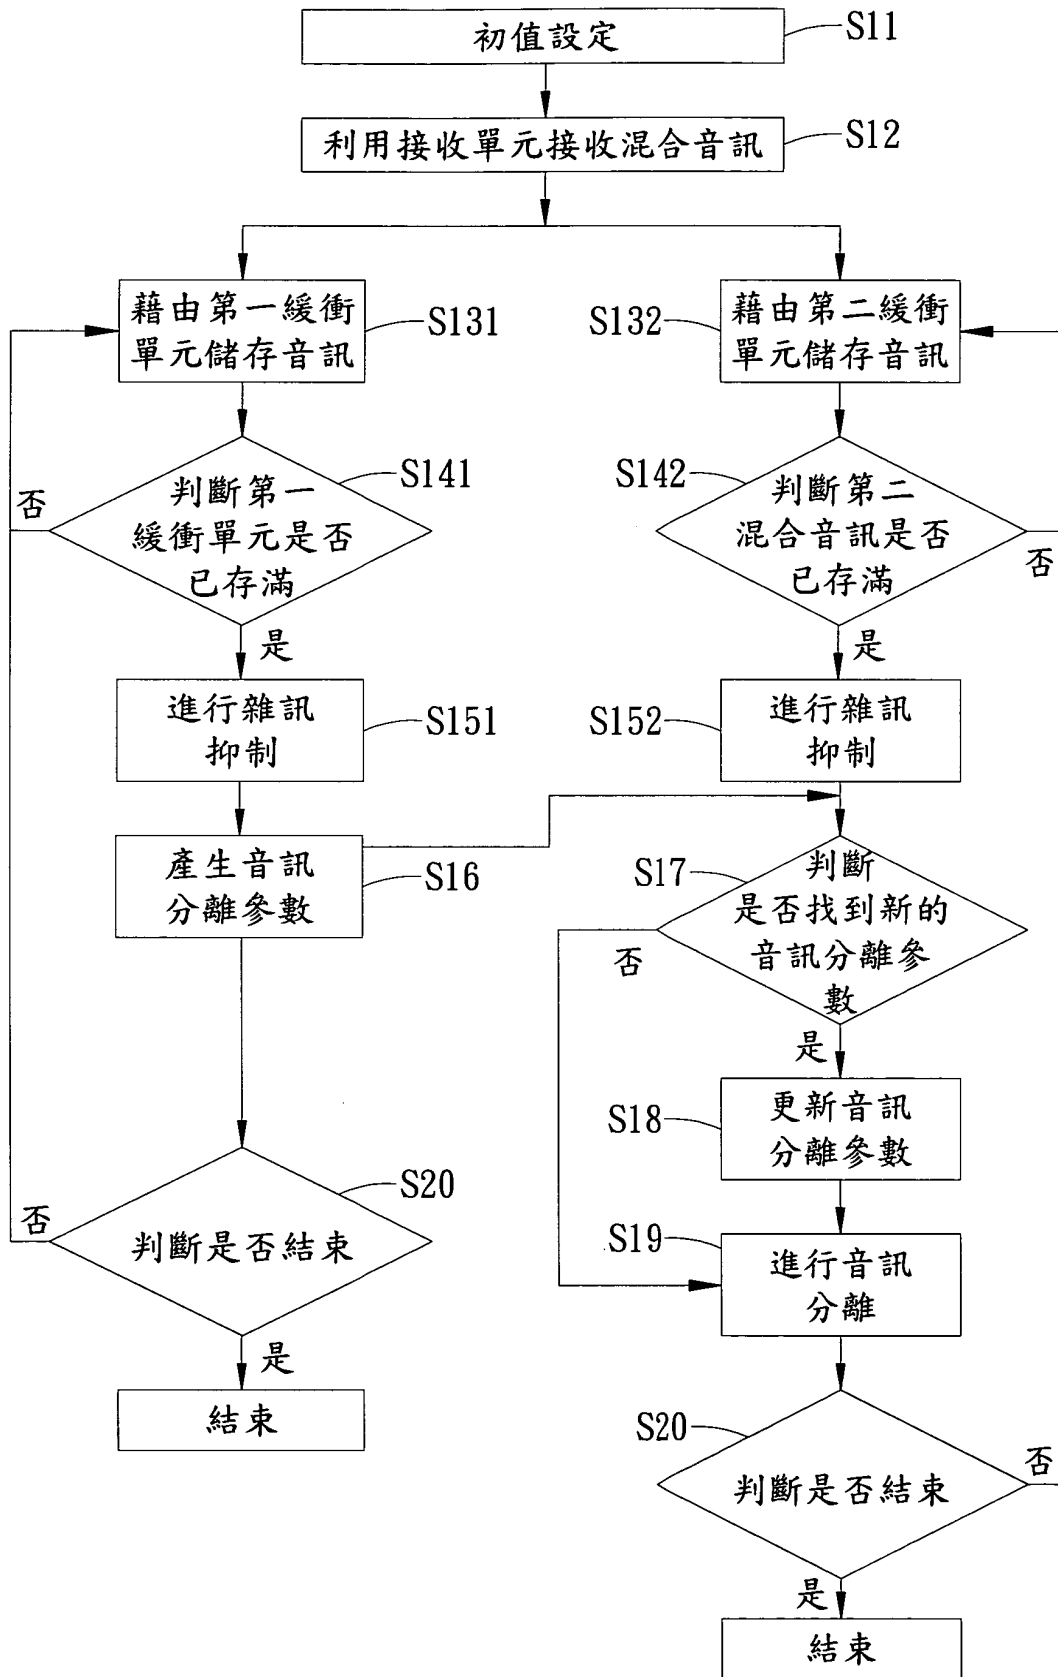 初值設定
S11
利用接收單元接收混合音訊
S12
藉由第一緩衝
單元儲存音訊
S131
S132
藉由第二緩衝
單元儲存音訊
否
判斷第一
緩衝單元是否
已存滿
S141
S142
判斷第二
混合音訊是否
已存滿
否
是
是
進行雜訊
抑制
S151
S152
進行雜訊
抑制
產生音訊
分離參數
S16
S17
判斷
是否找到新的
音訊分離參
數
否
是
S18
更新音訊
分離參數
否
判斷是否結束
S20
S19
進行音訊
分離
是
結束
S20
判斷是否結束
否
是
結束